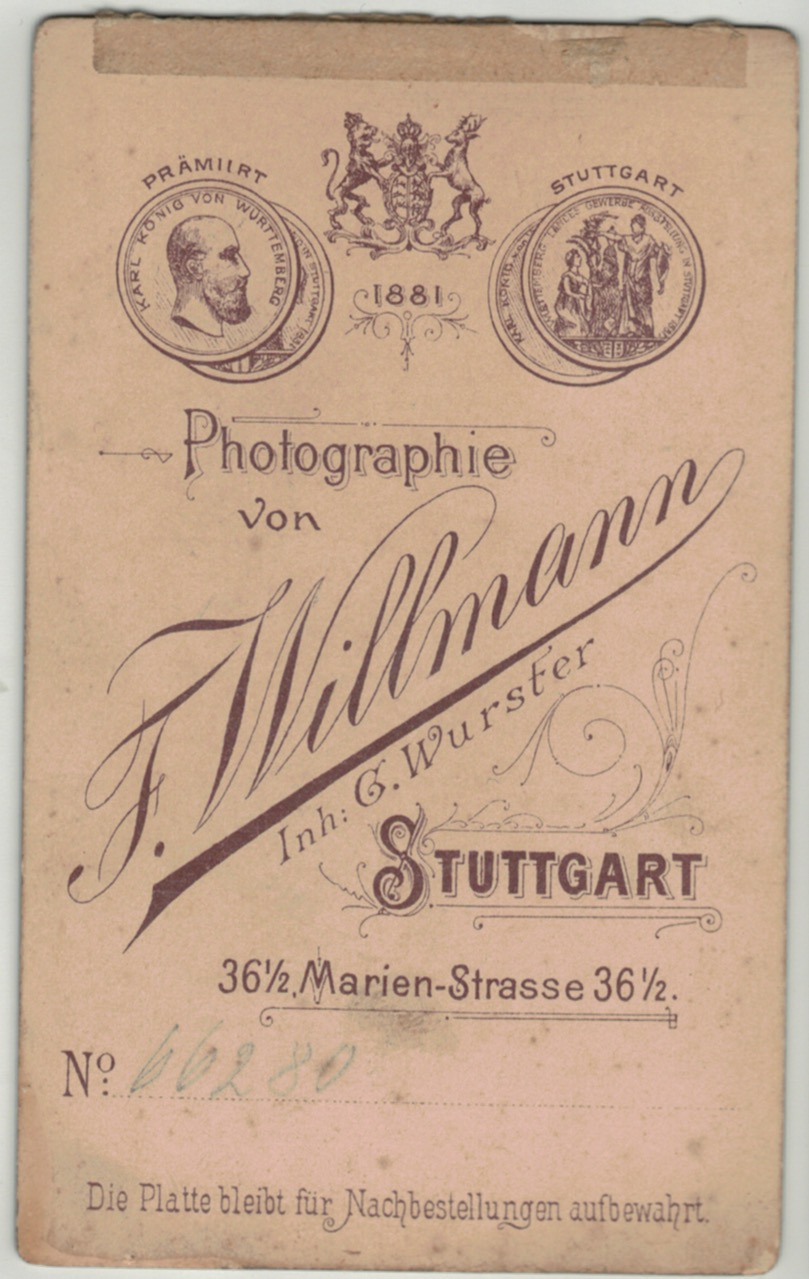 PRÄMIIRT
STUTTGART
KARL KÖNIG VON WÜRTTEMBERG
1881
Photographie
von
F. Willmann
Inh: G. Wurster
STUTTGART
36½, Marien-Strasse 36½.
No: 66280
Die Platte bleibt für Nachbestellungen aufbewahrt.